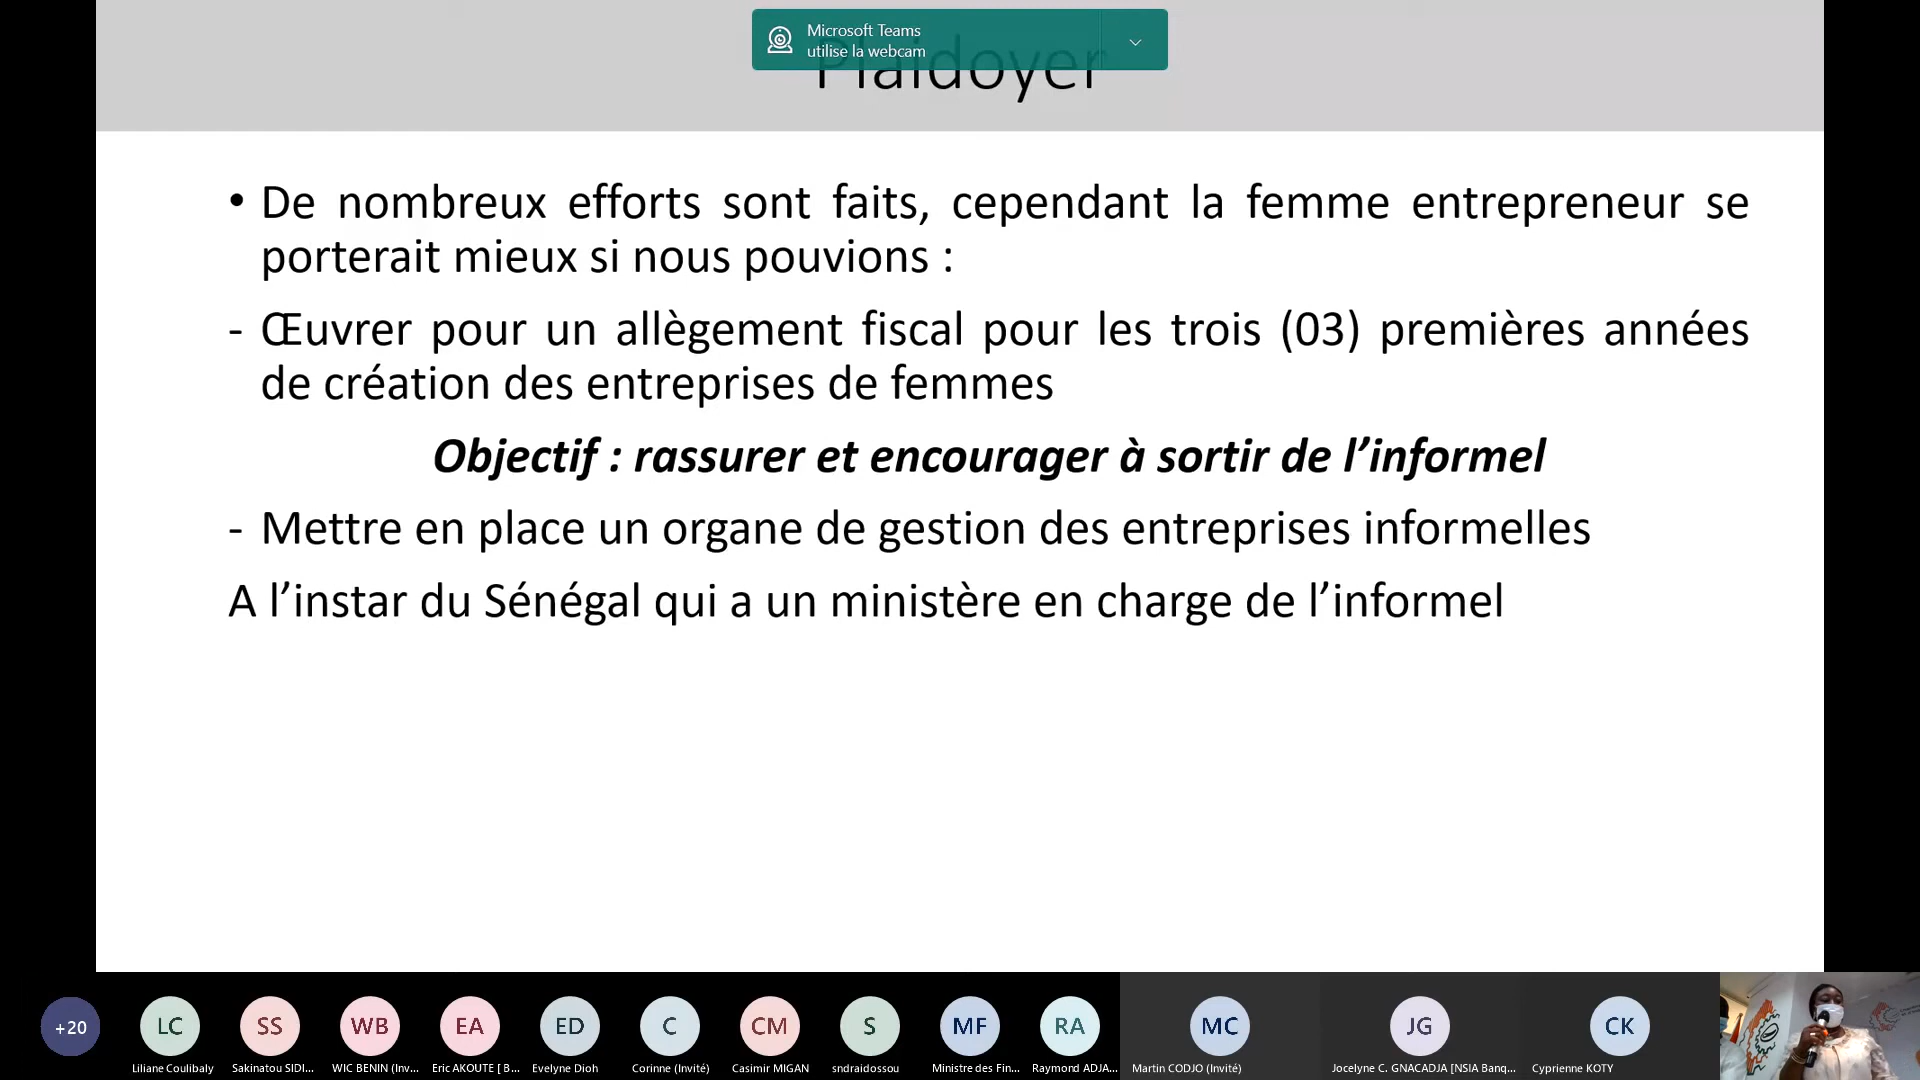 Microsoft Teams
utilise la webcam
Plaidoyer
• De nombreux efforts sont faits, cependant la femme entrepreneur se
porterait mieux si nous pouvions :
- Œuvrer pour un allègement fiscal pour les trois (03) premières années
de création des entreprises de femmes
Objectif : rassurer et encourager à sortir de l’informel
- Mettre en place un organe de gestion des entreprises informelles
A l’instar du Sénégal qui a un ministère en charge de l’informel
+20
LC
SS
WB
EA
ED
C
CM
S
MF
RA
MC
JG
CK
Liliane Coulibaly
Sakinatou SIDI...
WIC BENIN (Inv...
Eric AKOUTE [ B...
Evelyne Dioh
Corinne (Invité)
Casimir MIGAN
sndraidossou
Ministre des Fin...
Raymond ADJA...
Martin CODJO (Invité)
Jocelyne C. GNACADJA [NSIA Banq...
Cyprienne KOTY